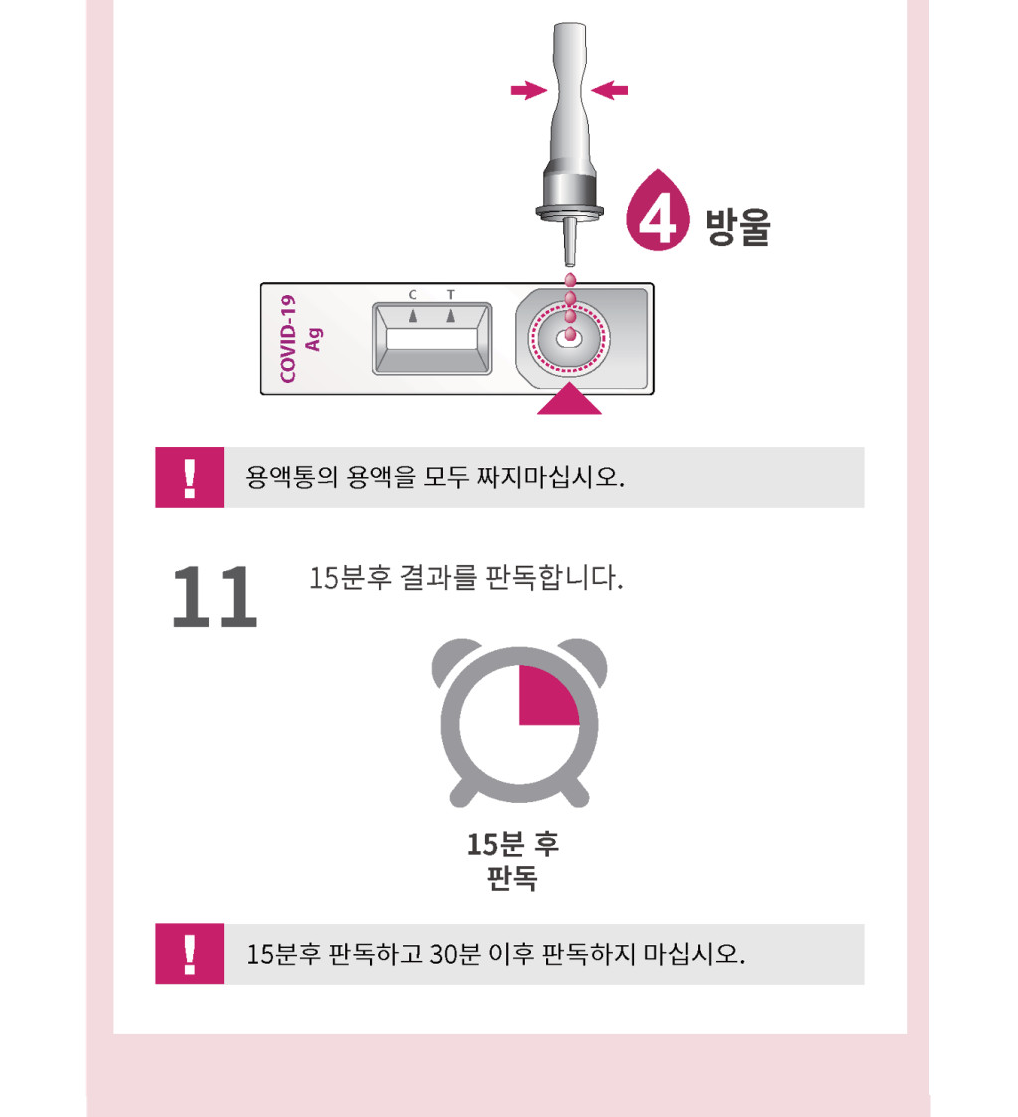 4 방울
C T
COVID-19
Ag
! 용액통의 용액을 모두 짜지마십시오.
11 15분후 결과를 판독합니다.
15분 후
판독
! 15분후 판독하고 30분 이후 판독하지 마십시오.